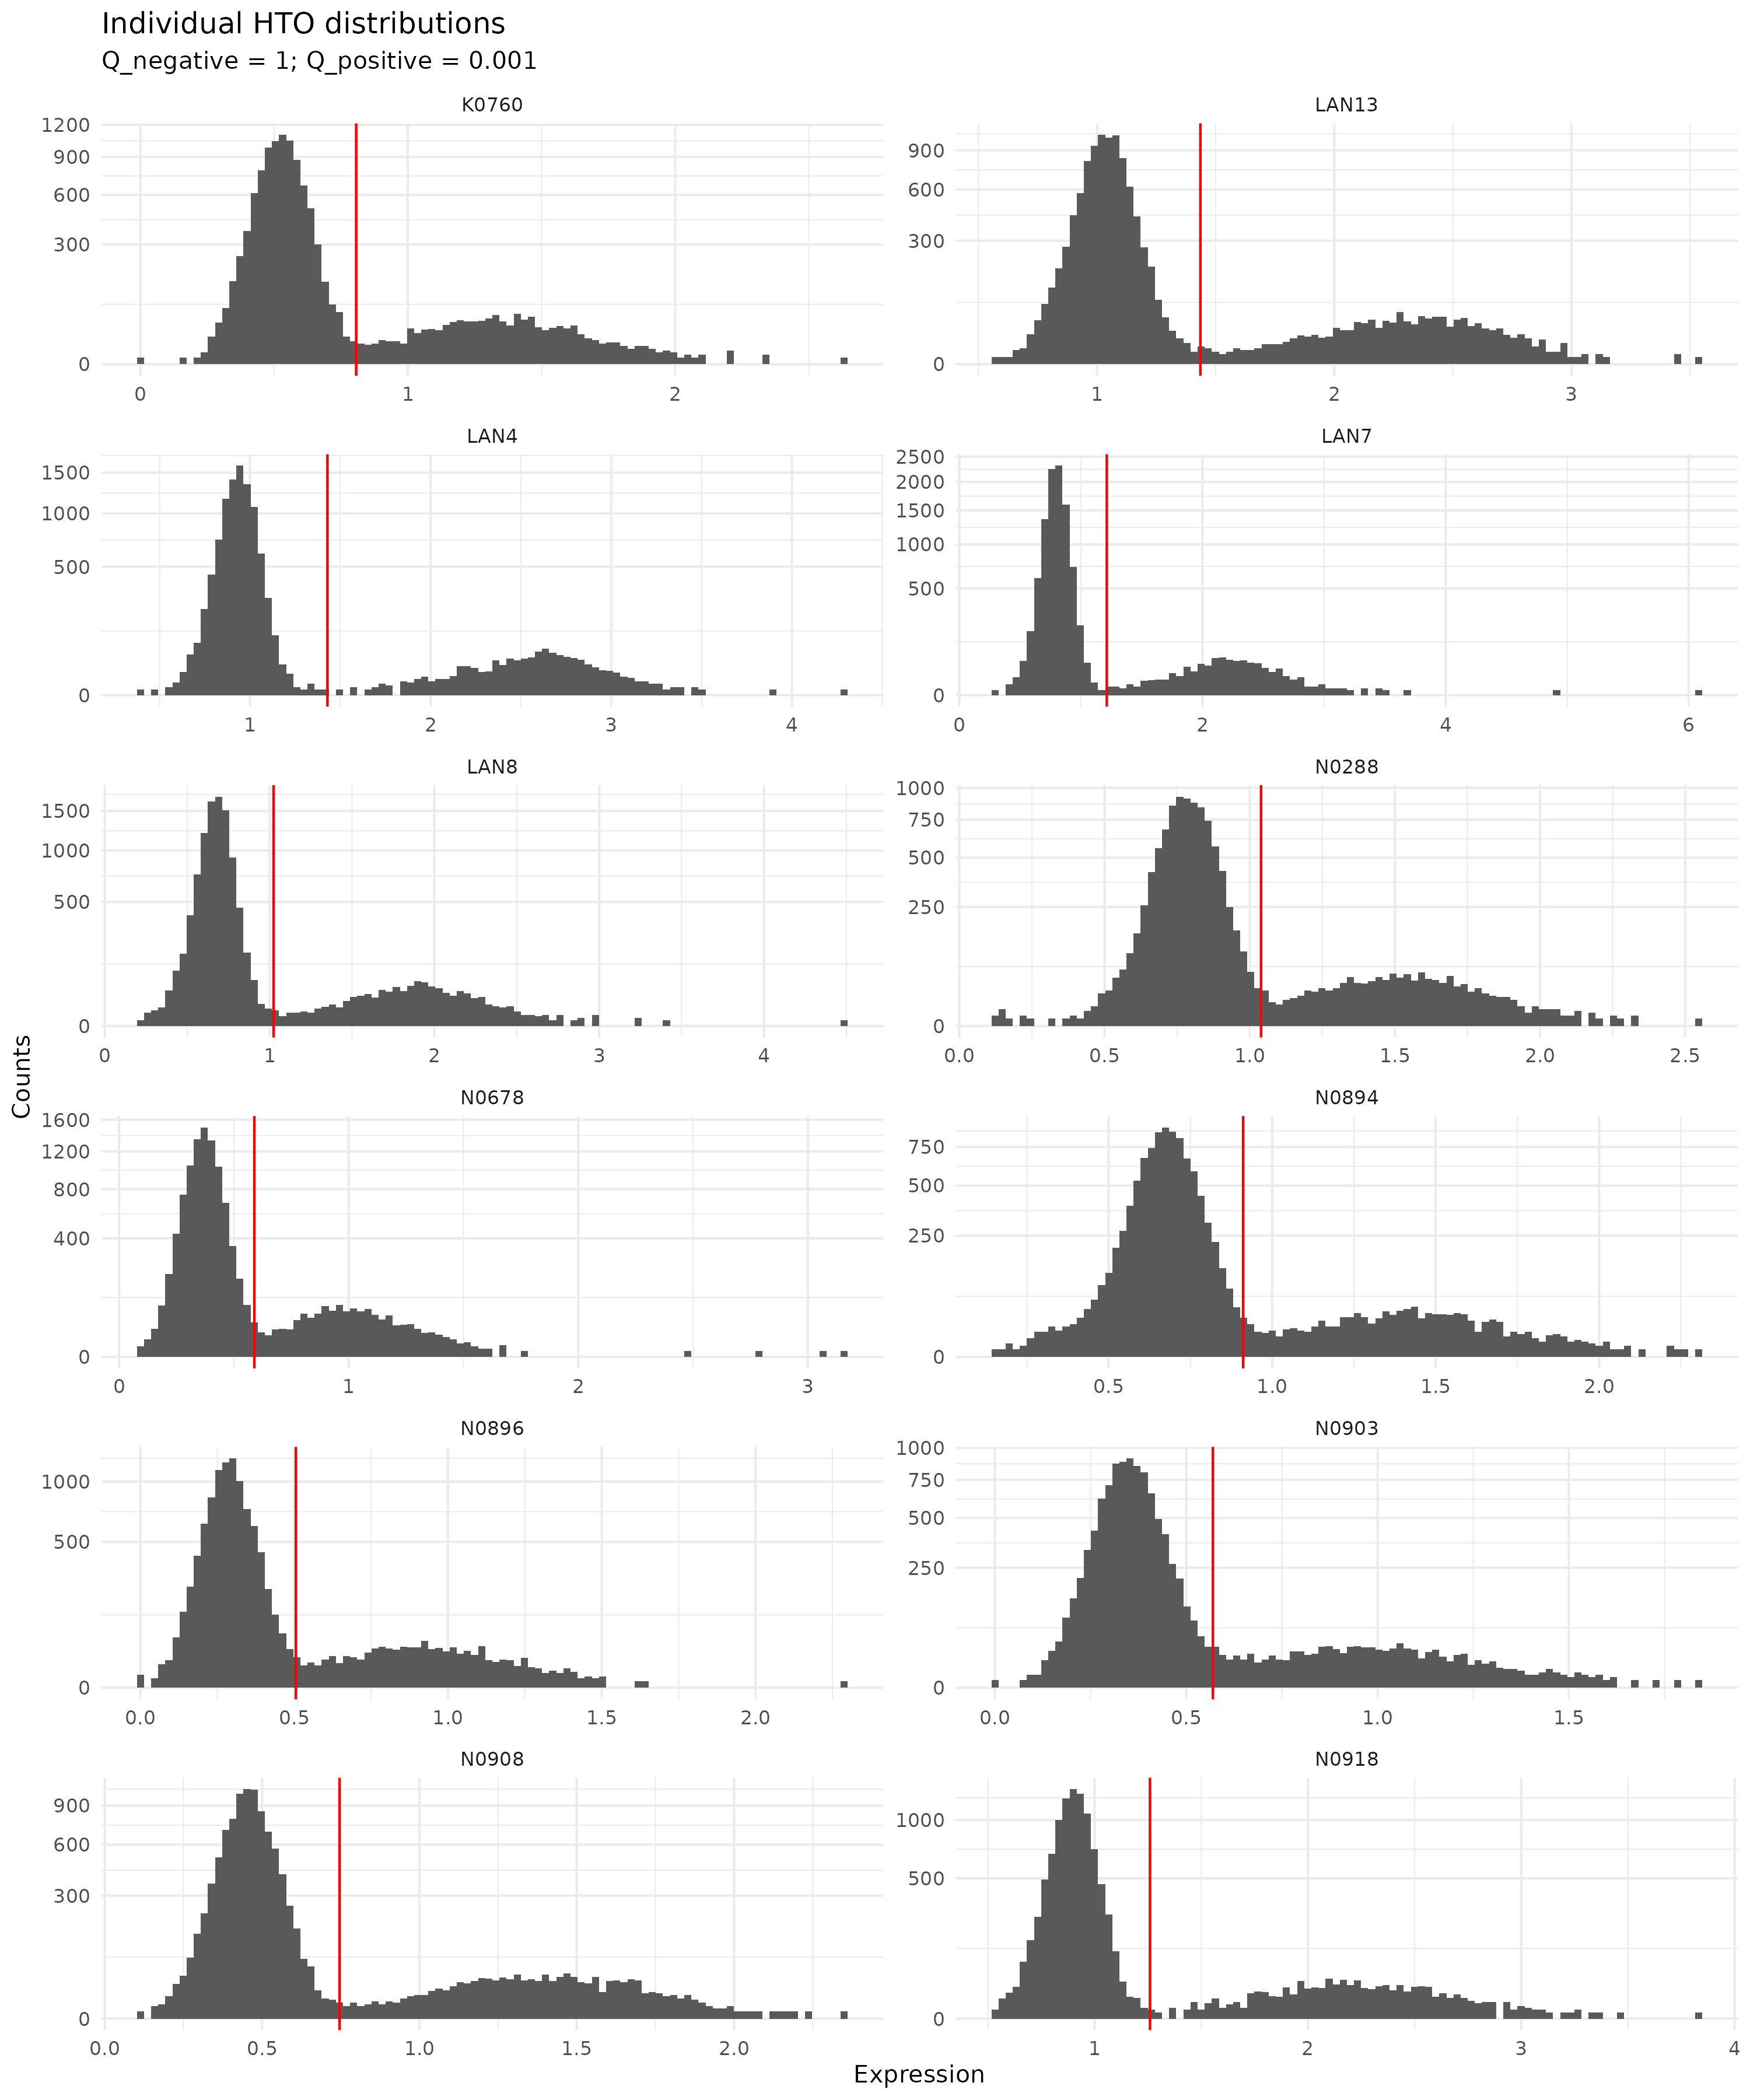 Individual HTO distributions
Q_negative = 1; Q_positive = 0.001
K0760
1200
900
600
300
0
0 1 2
LAN13
900
600
300
0
1 2 3
LAN4
1500
1000
500
0
1 2 3 4
LAN7
2500
2000
1500
1000
500
0
0 2 4 6
LAN8
1500
1000
500
0
0 1 2 3 4
N0288
1000
750
500
250
0
0.0 0.5 1.0 1.5 2.0 2.5
Counts
N0678
1600
1200
800
400
0
0 1 2 3
N0894
750
500
250
0
0.5 1.0 1.5 2.0
N0896
1000
500
0
0.0 0.5 1.0 1.5 2.0
N0903
1000
750
500
250
0
0.0 0.5 1.0 1.5
N0908
900
600
300
0
0.0 0.5 1.0 1.5 2.0
N0918
1000
500
0
1 2 3 4
Expression